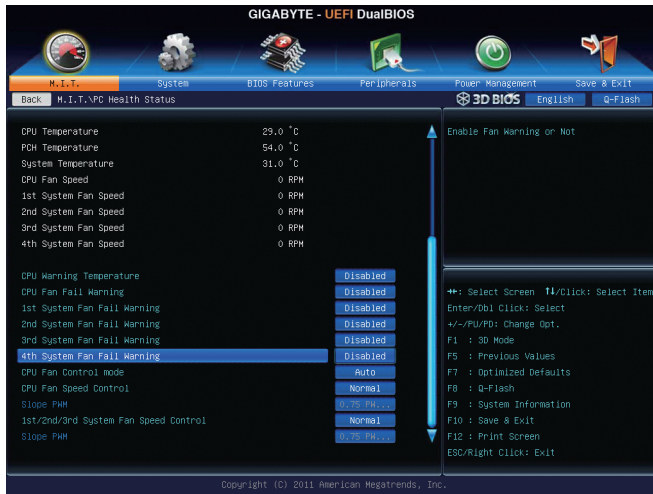 GIGABYTE - UEFI DualBIOS
M.I.T. System BIOS Features Peripherals Power Management Save & Exit
Back M.I.T.\PC Health Status 3D BIOS English Q-Flash
CPU Temperature 29.0 °C
PCH Temperature 54.0 °C
System Temperature 31.0 °C
CPU Fan Speed 0 RPM
1st System Fan Speed 0 RPM
2nd System Fan Speed 0 RPM
3rd System Fan Speed 0 RPM
4th System Fan Speed 0 RPM
CPU Warning Temperature Disabled
CPU Fan Fail Warning Disabled
1st System Fan Fail Warning Disabled
2nd System Fan Fail Warning Disabled
3rd System Fan Fail Warning Disabled
4th System Fan Fail Warning Disabled
CPU Fan Control mode Auto
CPU Fan Speed Control Normal
Slope PWM 0.75 PW...
1st/2nd/3rd System Fan Speed Control Normal
Slope PWM 0.75 PW...
Enable Fan Warning or Not
→←: Select Screen ↑↓/Click: Select Item
Enter/Dbl Click: Select
+/-/PU/PD: Change Opt.
F1 : 3D Mode
F5 : Previous Values
F7 : Optimized Defaults
F8 : Q-Flash
F9 : System Information
F10 : Save & Exit
F12 : Print Screen
ESC/Right Click: Exit
Copyright (C) 2011 American Megatrends, Inc.